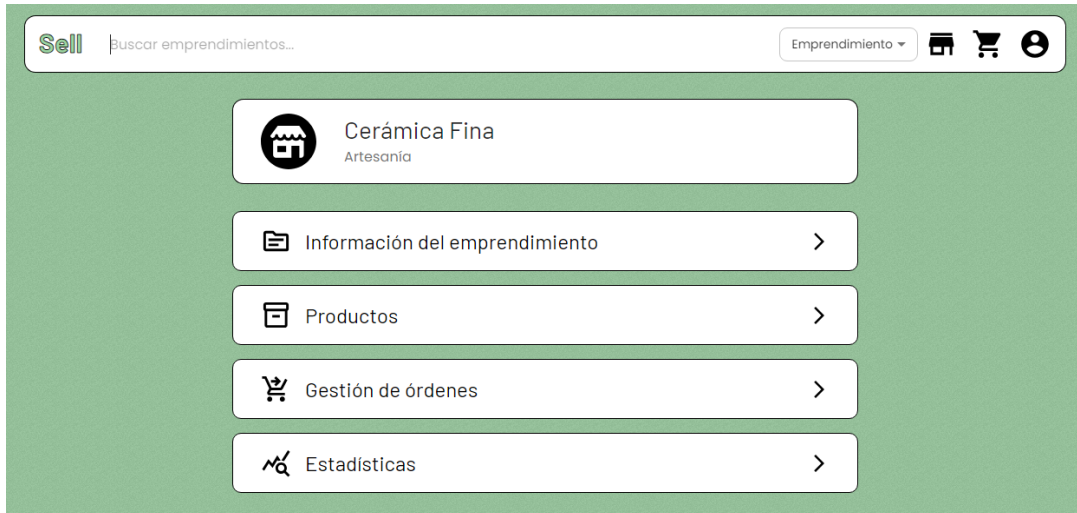 Sell
Buscar emprendimientos...
Emprendimiento
Cerámica Fina
Artesanía
Información del emprendimiento
Productos
Gestión de órdenes
Estadísticas